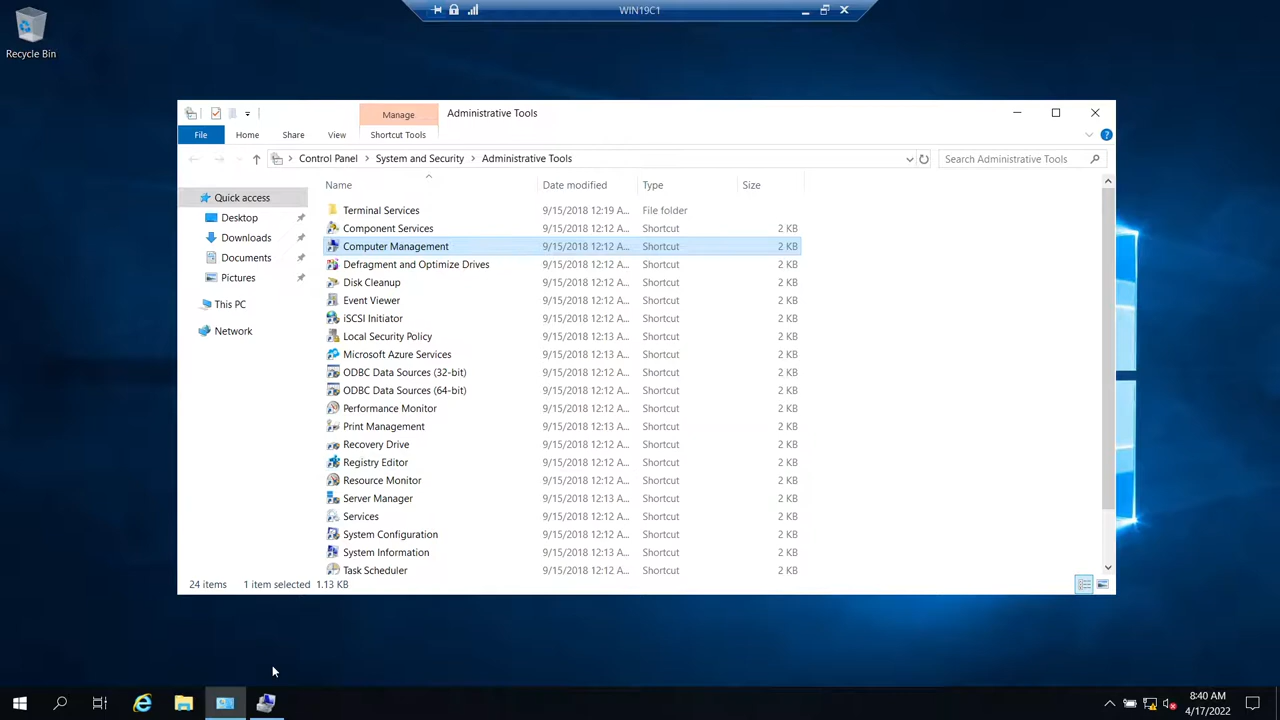 WIN19C1
Recycle Bin
Manage
Administrative Tools
File
Home
Share
View
Shortcut Tools
Control Panel
System and Security
Administrative Tools
Search Administrative Tools
Name
Date modified
Type
Size
Quick access
Desktop
Downloads
Documents
Pictures
This PC
Network
Terminal Services 9/15/2018 12:19 A... File folder
Component Services 9/15/2018 12:12 A... Shortcut 2 KB
Computer Management 9/15/2018 12:12 A... Shortcut 2 KB
Defragment and Optimize Drives 9/15/2018 12:12 A... Shortcut 2 KB
Disk Cleanup 9/15/2018 12:12 A... Shortcut 2 KB
Event Viewer 9/15/2018 12:12 A... Shortcut 2 KB
iSCSI Initiator 9/15/2018 12:12 A... Shortcut 2 KB
Local Security Policy 9/15/2018 12:13 A... Shortcut 2 KB
Microsoft Azure Services 9/15/2018 12:13 A... Shortcut 2 KB
ODBC Data Sources (32-bit) 9/15/2018 12:12 A... Shortcut 2 KB
ODBC Data Sources (64-bit) 9/15/2018 12:12 A... Shortcut 2 KB
Performance Monitor 9/15/2018 12:12 A... Shortcut 2 KB
Print Management 9/15/2018 12:13 A... Shortcut 2 KB
Recovery Drive 9/15/2018 12:12 A... Shortcut 2 KB
Registry Editor 9/15/2018 12:12 A... Shortcut 2 KB
Resource Monitor 9/15/2018 12:12 A... Shortcut 2 KB
Server Manager 9/15/2018 12:13 A... Shortcut 2 KB
Services 9/15/2018 12:12 A... Shortcut 2 KB
System Configuration 9/15/2018 12:12 A... Shortcut 2 KB
System Information 9/15/2018 12:13 A... Shortcut 2 KB
Task Scheduler 9/15/2018 12:12 A... Shortcut 2 KB
24 items 1 item selected 1.13 KB
8:40 AM
4/17/2022